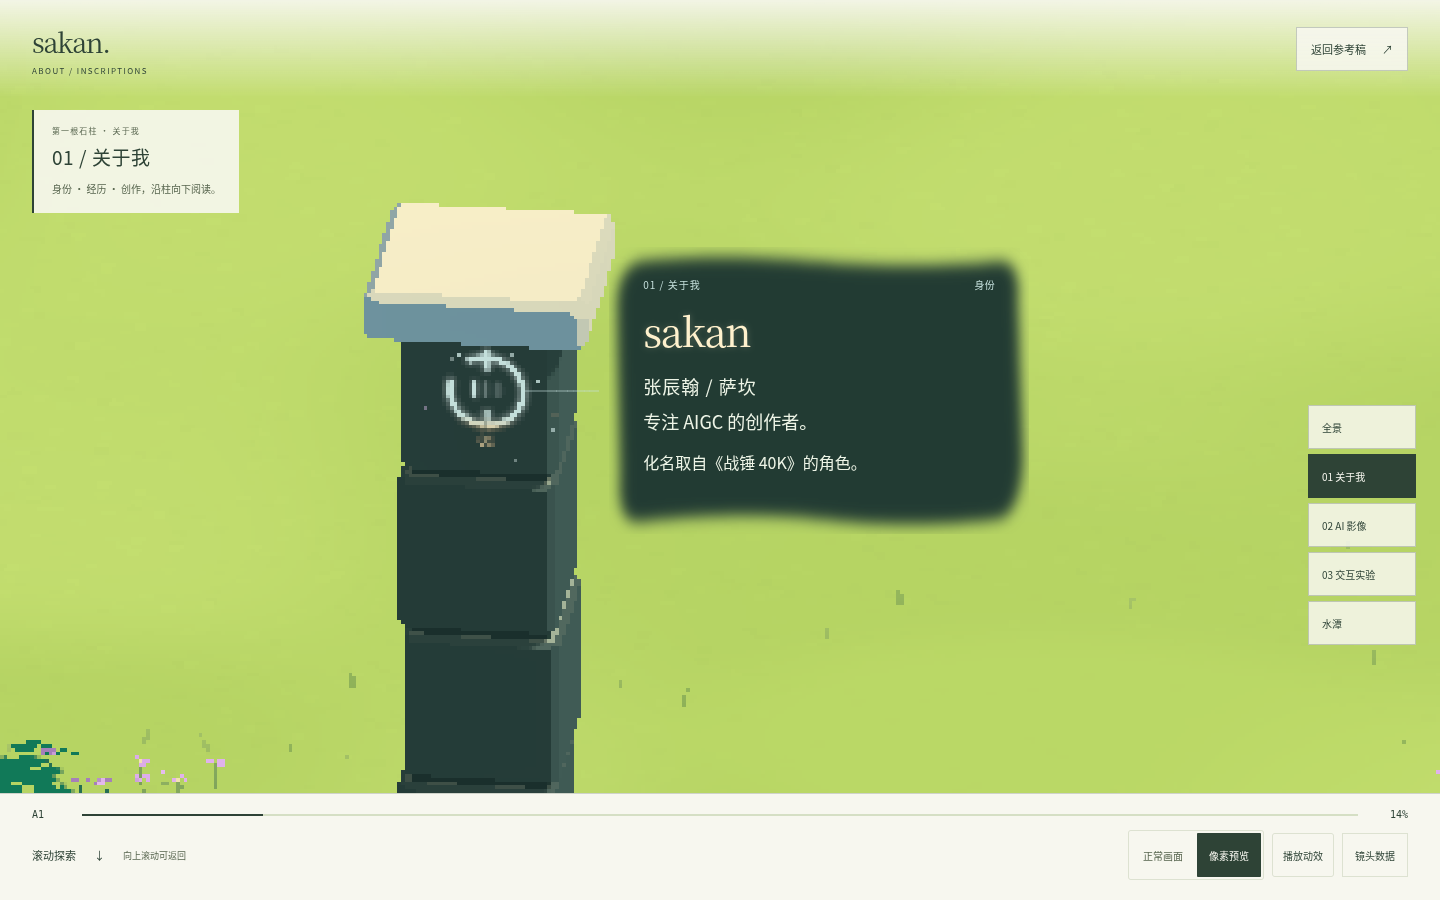 sakan.
ABOUT / INSCRIPTIONS
返回参考稿 ↗
第一根石柱 · 关于我
01 / 关于我
身份 · 经历 · 创作，沿柱向下阅读。
01 / 关于我
身份
sakan
张辰翰 / 萨坎
专注 AIGC 的创作者。
化名取自《战锤 40K》的角色。
全景
01 关于我
02 AI 影像
03 交互实验
水潭
A1
14%
滚动探索 ↓ 向上滚动可返回
正常画面
像素预览
播放动效
镜头数据